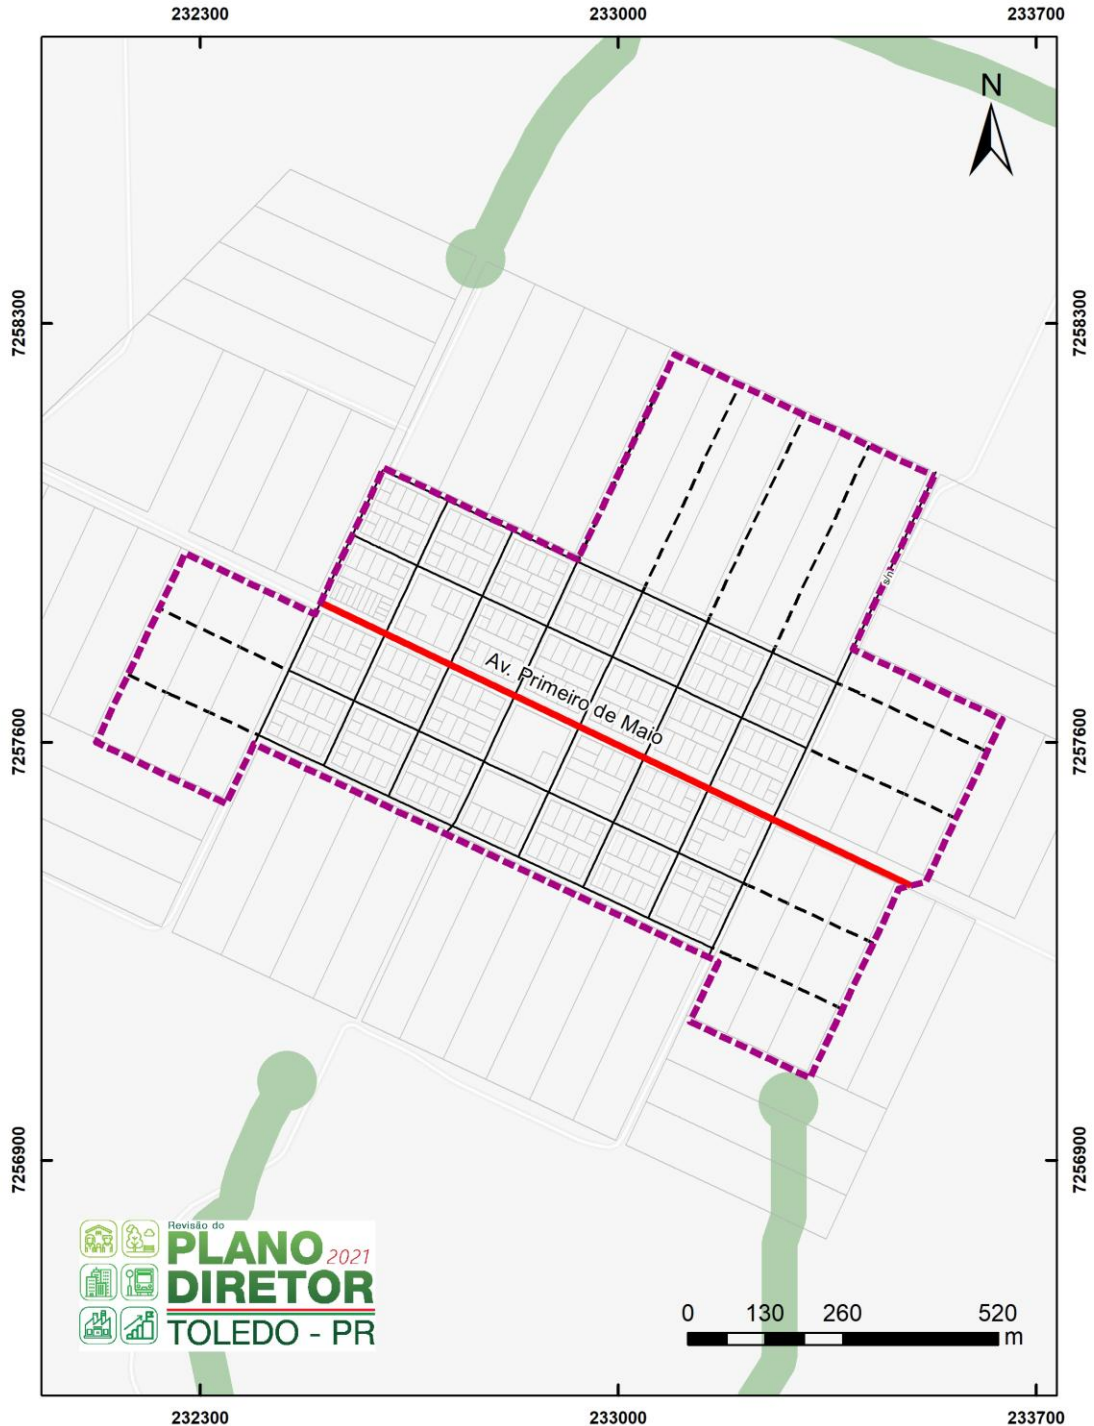 232300 233000 233700
N
7258300 7258300
s/nº
Av. Primeiro de Maio
7257600 7257600
7256900 7256900
Revisão do
PLANO 2021
DIRETOR
TOLEDO - PR
0 130 260 520
m
232300 233000 233700